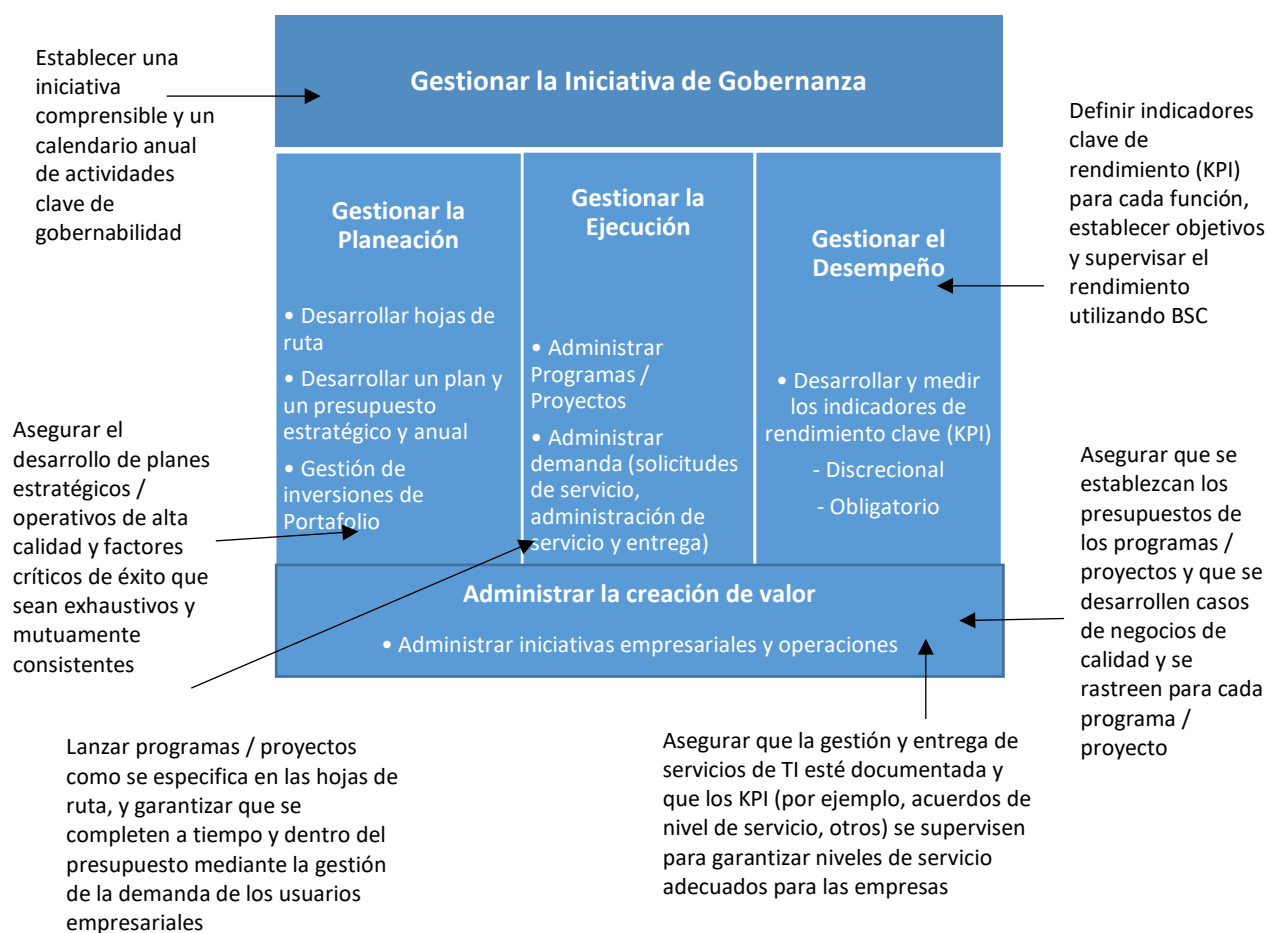 Establecer una
iniciativa
comprensible y un
calendario anual
de actividades
clave de
gobernabilidad
Gestionar la Iniciativa de Gobernanza
Definir indicadores
clave de
rendimiento (KPI)
para cada función,
establecer objetivos
y supervisar el
rendimiento
utilizando BSC
Gestionar la
Planeación
• Desarrollar hojas de
ruta
• Desarrollar un plan y
un presupuesto
estratégico y anual
• Gestión de
inversiones de
Portafolio
Gestionar la
Ejecución
• Administrar
Programas /
Proyectos
• Administrar
demanda (solicitudes
de servicio,
administración de
servicio y entrega)
Gestionar el
Desempeño
• Desarrollar y medir
los indicadores de
rendimiento clave (KPI)
- Discrecional
- Obligatorio
Asegurar el
desarrollo de planes
estratégicos /
operativos de alta
calidad y factores
críticos de éxito que
sean exhaustivos y
mutuamente
consistentes
Asegurar que se
establezcan los
presupuestos de
los programas /
proyectos y que se
desarrollen casos
de negocios de
calidad y se
rastreen para cada
programa /
proyecto
Administrar la creación de valor
• Administrar iniciativas empresariales y operaciones
Lanzar programas / proyectos
como se especifica en las hojas de
ruta, y garantizar que se
completen a tiempo y dentro del
presupuesto mediante la gestión
de la demanda de los usuarios
empresariales
Asegurar que la gestión y entrega de
servicios de TI esté documentada y
que los KPI (por ejemplo, acuerdos de
nivel de servicio, otros) se supervisen
para garantizar niveles de servicio
adecuados para las empresas